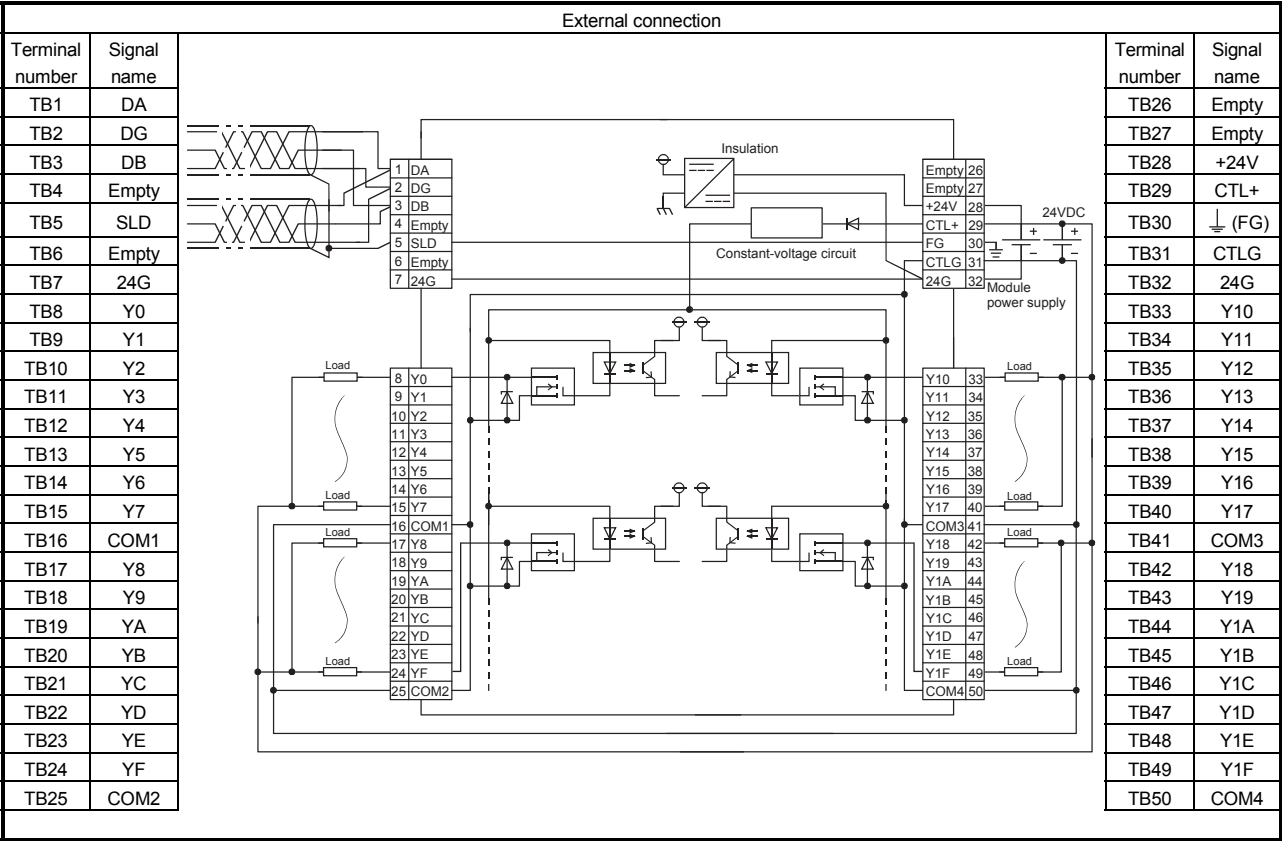 External connection
Terminal number Signal name
TB1 DA
TB2 DG
TB3 DB
TB4 Empty
TB5 SLD
TB6 Empty
TB7 24G
TB8 Y0
TB9 Y1
TB10 Y2
TB11 Y3
TB12 Y4
TB13 Y5
TB14 Y6
TB15 Y7
TB16 COM1
TB17 Y8
TB18 Y9
TB19 YA
TB20 YB
TB21 YC
TB22 YD
TB23 YE
TB24 YF
TB25 COM2
1 DA
2 DG
3 DB
4 Empty
5 SLD
6 Empty
7 24G
Insulation
Constant-voltage circuit
Empty 26
Empty 27
+24V 28
CTL+ 29
FG 30
CTLG 31
24G 32
24VDC
+ +
– –
Module
power supply
Load
8 Y0
9 Y1
10 Y2
11 Y3
12 Y4
13 Y5
14 Y6
Load
15 Y7
16 COM1
Load
17 Y8
18 Y9
19 YA
20 YB
21 YC
22 YD
23 YE
Load
24 YF
25 COM2
Y10 33
Load
Y11 34
Y12 35
Y13 36
Y14 37
Y15 38
Y16 39
Y17 40
Load
COM3 41
Y18 42
Load
Y19 43
Y1A 44
Y1B 45
Y1C 46
Y1D 47
Y1E 48
Y1F 49
Load
COM4 50
Terminal number Signal name
TB26 Empty
TB27 Empty
TB28 +24V
TB29 CTL+
TB30 ⏚ (FG)
TB31 CTLG
TB32 24G
TB33 Y10
TB34 Y11
TB35 Y12
TB36 Y13
TB37 Y14
TB38 Y15
TB39 Y16
TB40 Y17
TB41 COM3
TB42 Y18
TB43 Y19
TB44 Y1A
TB45 Y1B
TB46 Y1C
TB47 Y1D
TB48 Y1E
TB49 Y1F
TB50 COM4